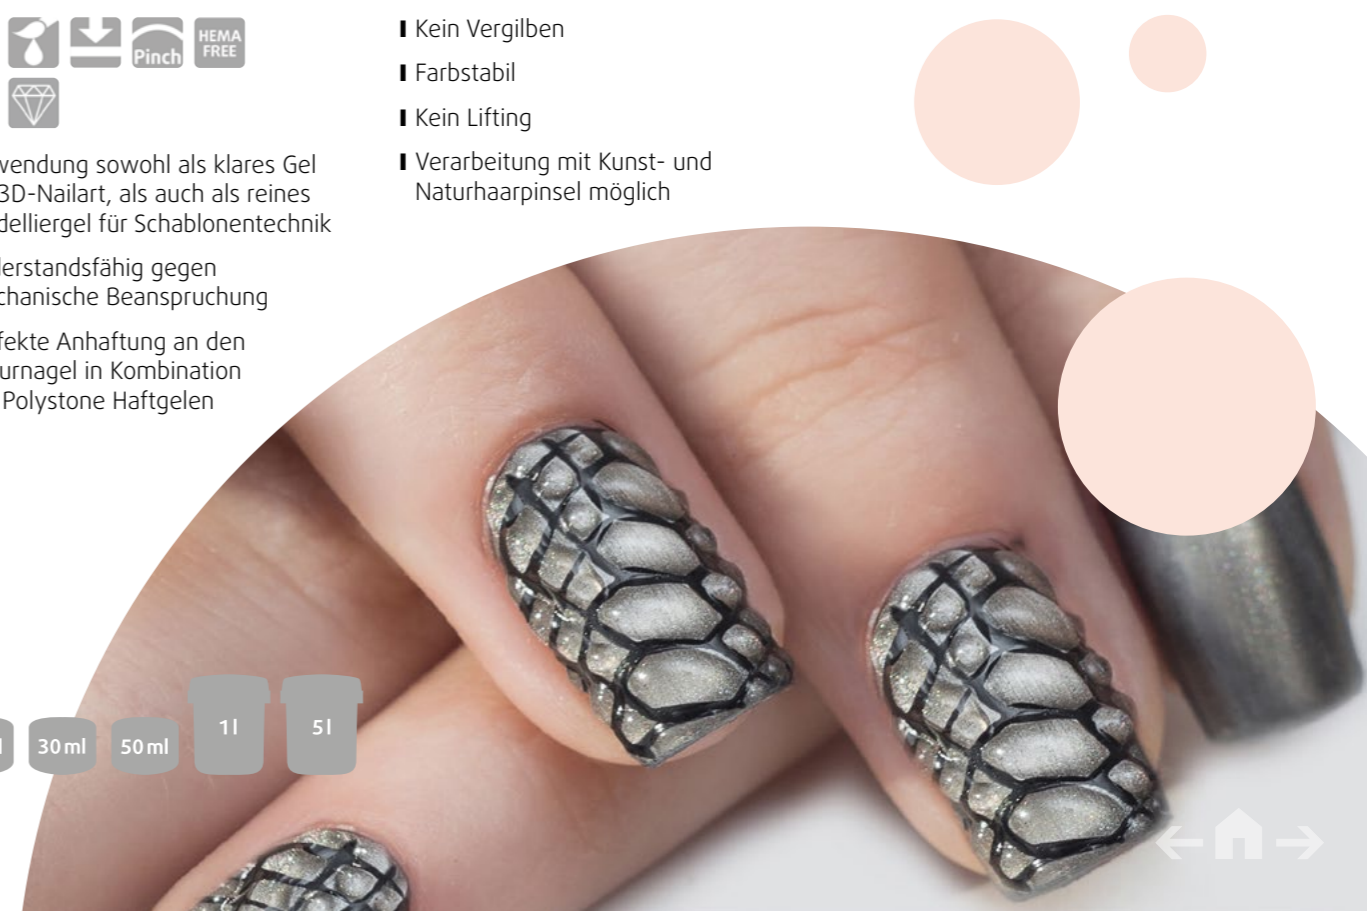 Pinch
HEMA
FREE
wendung sowohl als klares Gel
3D-Nailart, als auch als reines
delliergel für Schablonentechnik
derstandsfähig gegen
chanische Beanspruchung
fekte Anhaftung an den
urnagel in Kombination
Polystone Haftgelen
Kein Vergilben
Farbstabil
Kein Lifting
Verarbeitung mit Kunst- und
Naturhaarpinsel möglich
30 ml
50 ml
1 l
5 l